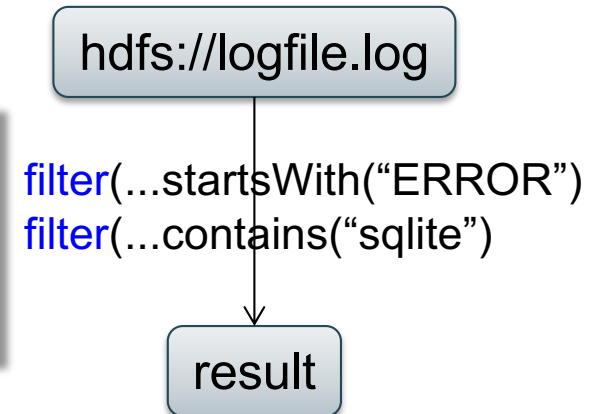 hdfs://logfile.log
filter(...startsWith(“ERROR”)
filter(...contains(“sqlite”)
result